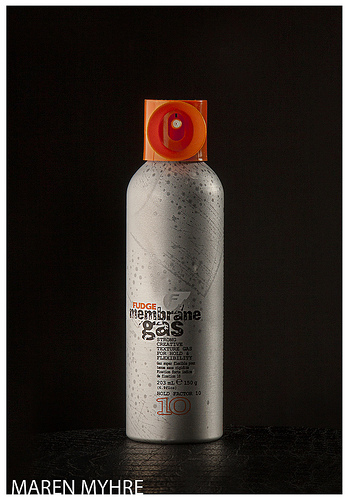 FUDGE
membrane
gas
STRONG
CREATIVE
TEXTURE GAS
FOR HOLD &
FLEXIBILITY
203 mL ℮ 150 g
HOLD FACTOR 10
10
MAREN MYHRE